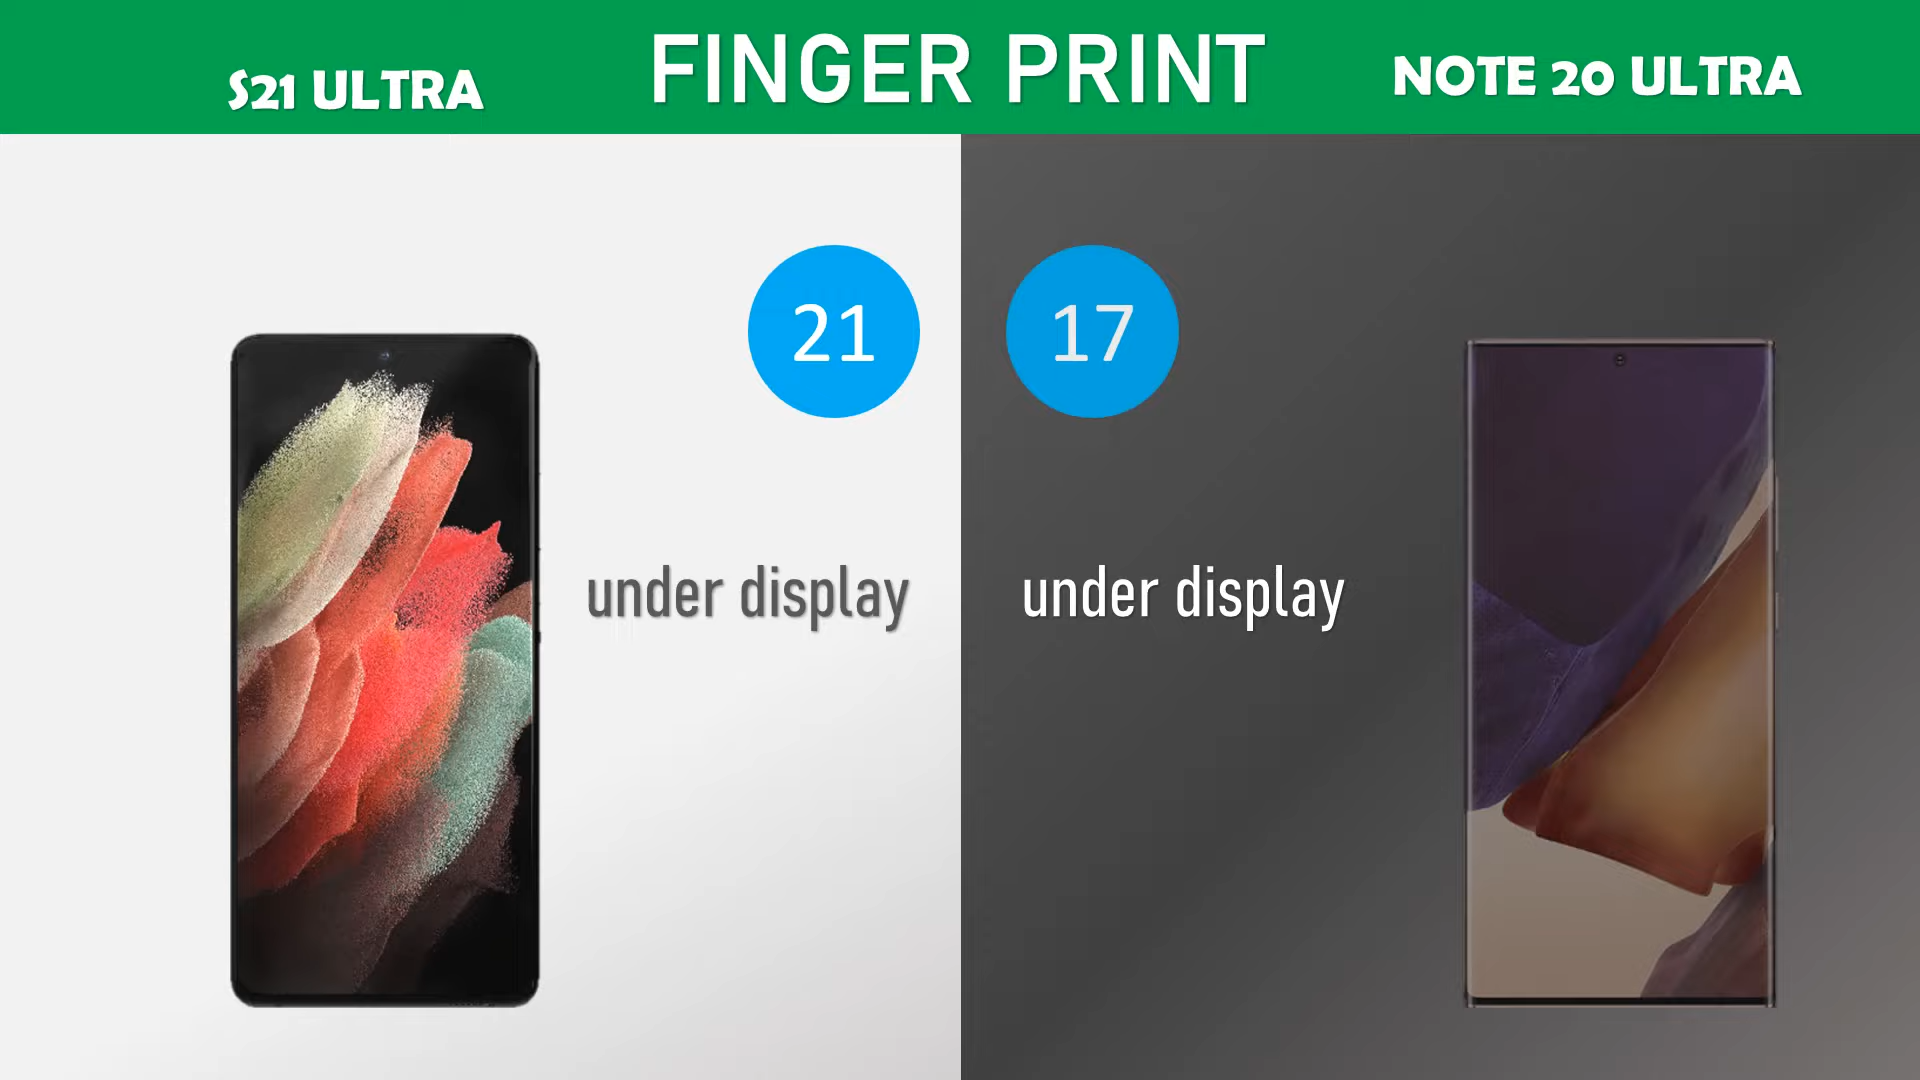 S21 ULTRA
FINGER PRINT
NOTE 20 ULTRA
21
17
under display
under display